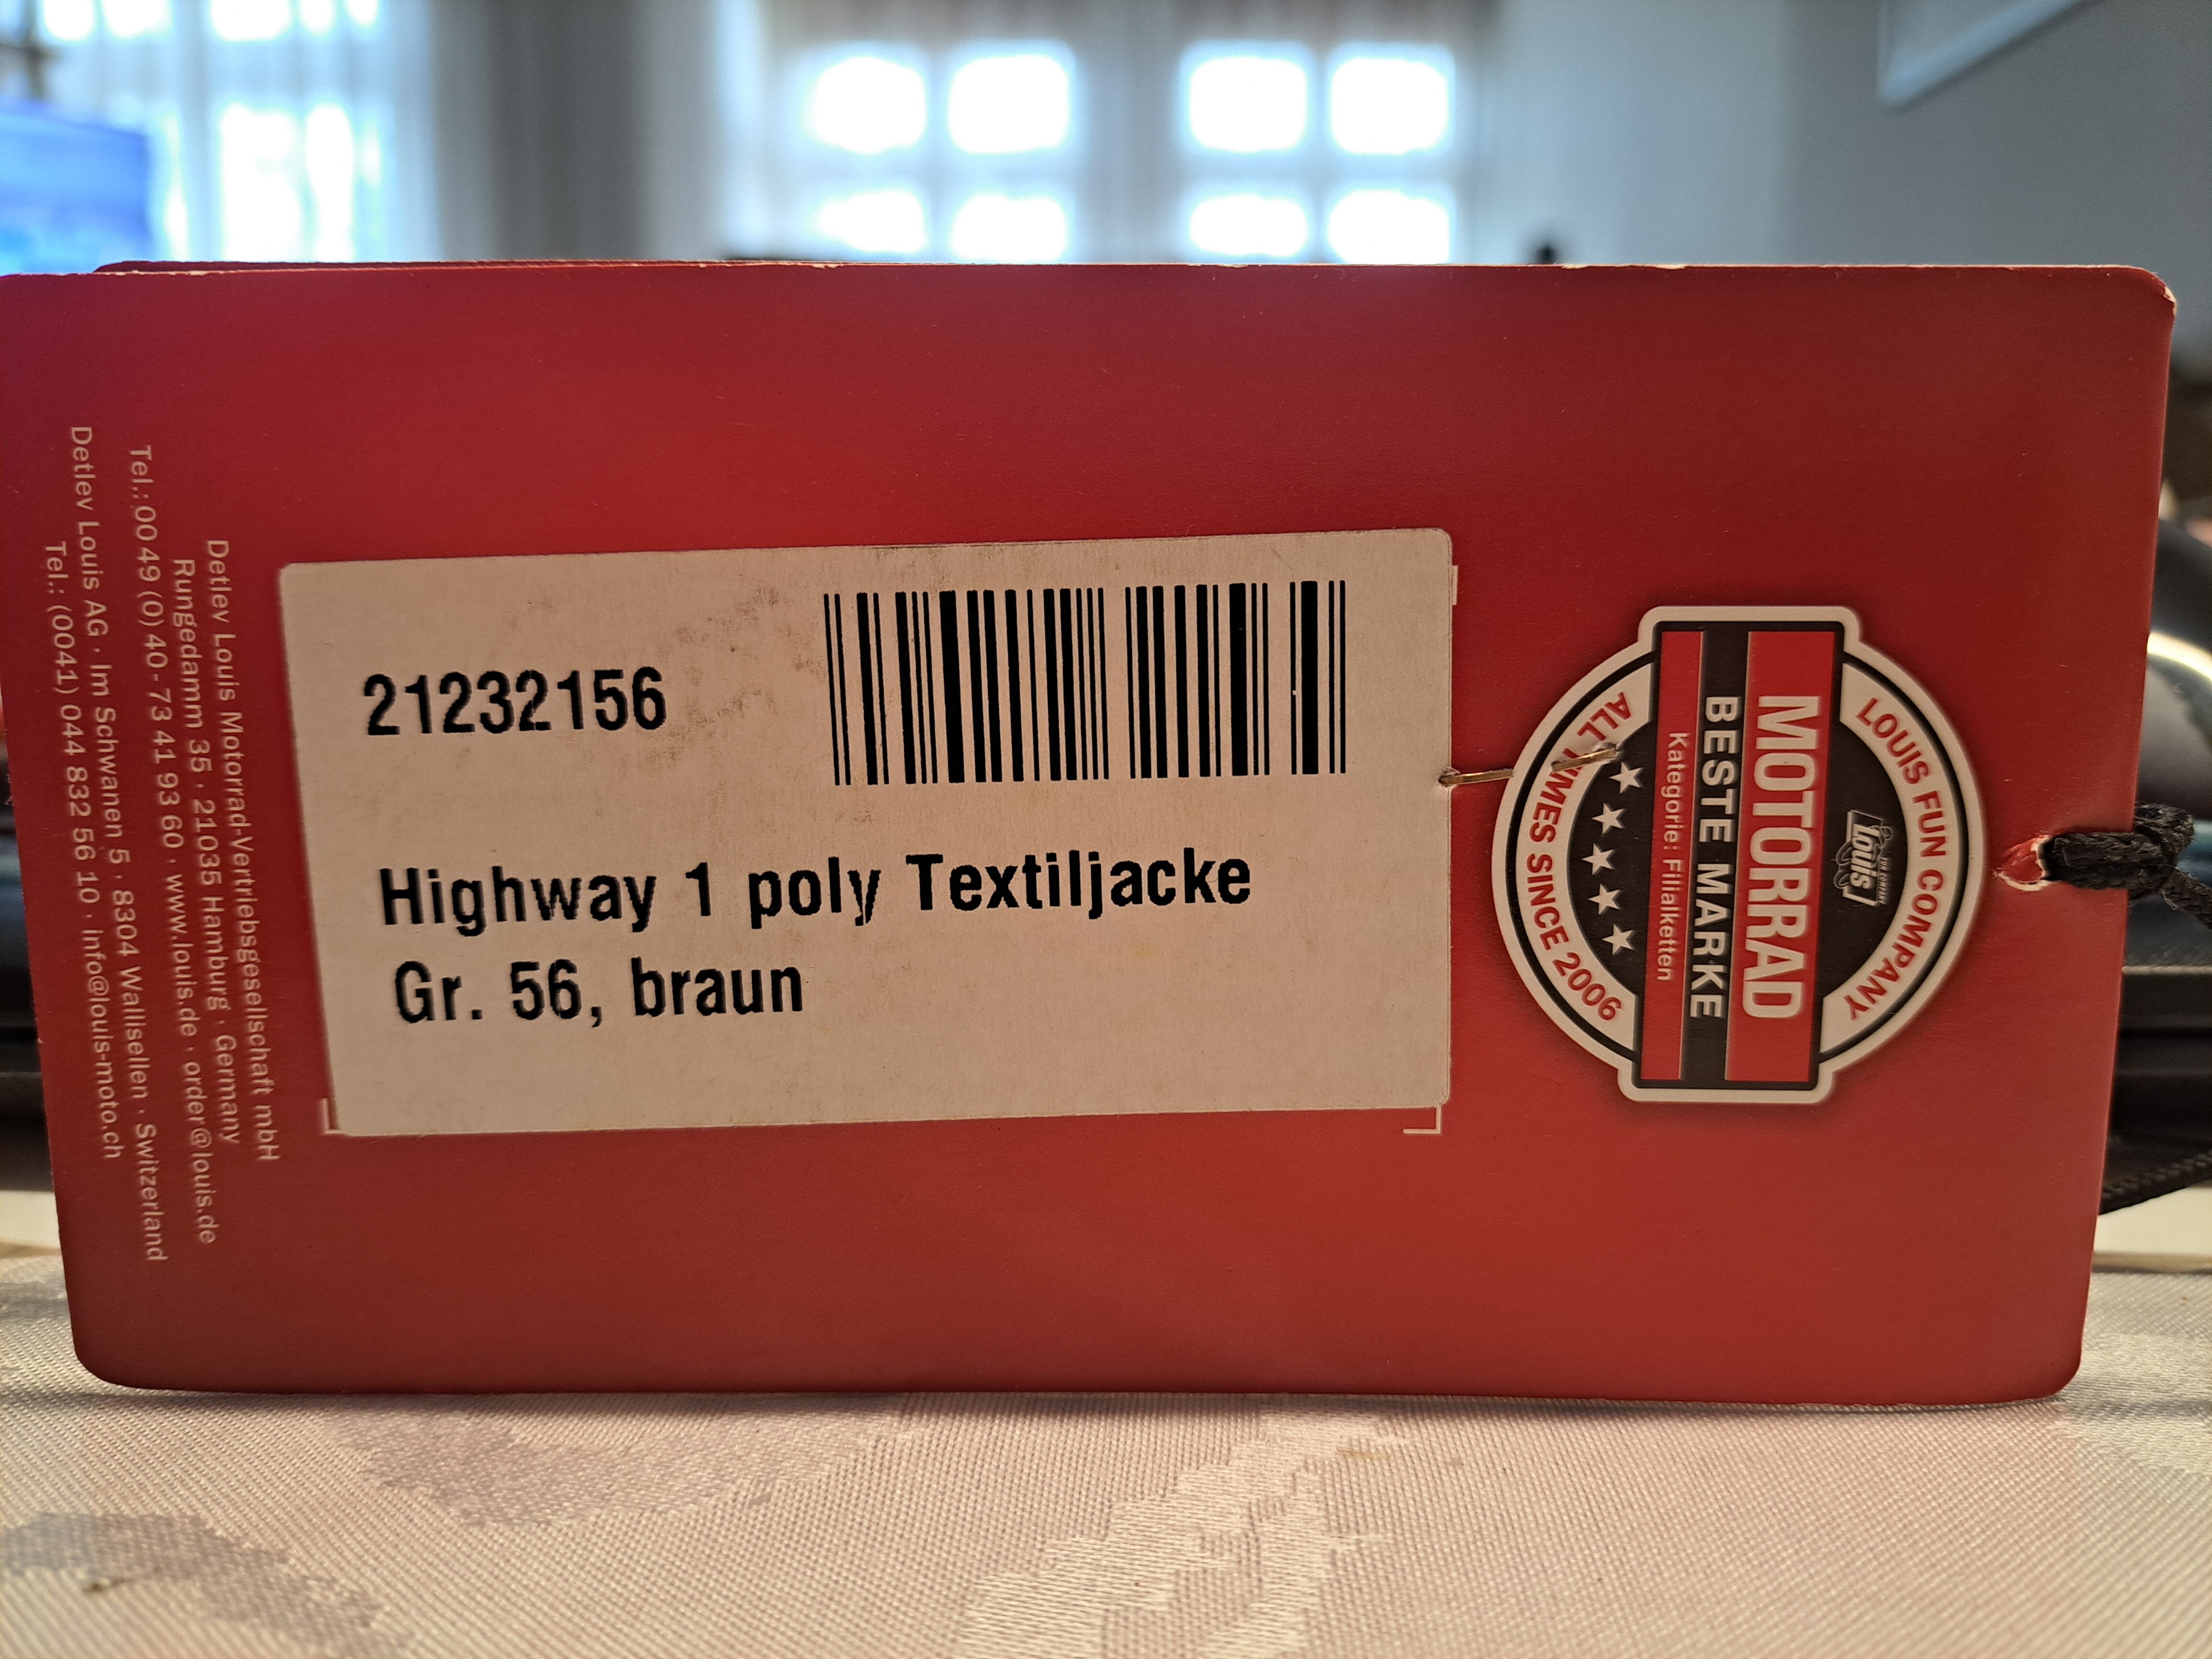 21232156
Highway 1 poly Textiljacke
Gr. 56, braun
LOUIS FUN COMPANY
Louis
MOTORRAD
BESTE MARKE
Kategorie: Filialketten
ALL TIMES SINCE 2006
Detlev Louis Motorrad-Vertriebsgesellschaft mbH
Rungedamm 35 · 21035 Hamburg · Germany
Tel.: 00 49 (0) 40 - 73 41 93 60 · www.louis.de · order@louis.de
Detlev Louis AG · Im Schwanen 5 · 8304 Wallisellen · Switzerland
Tel.: (0041) 044 832 56 10 · info@louis-moto.ch